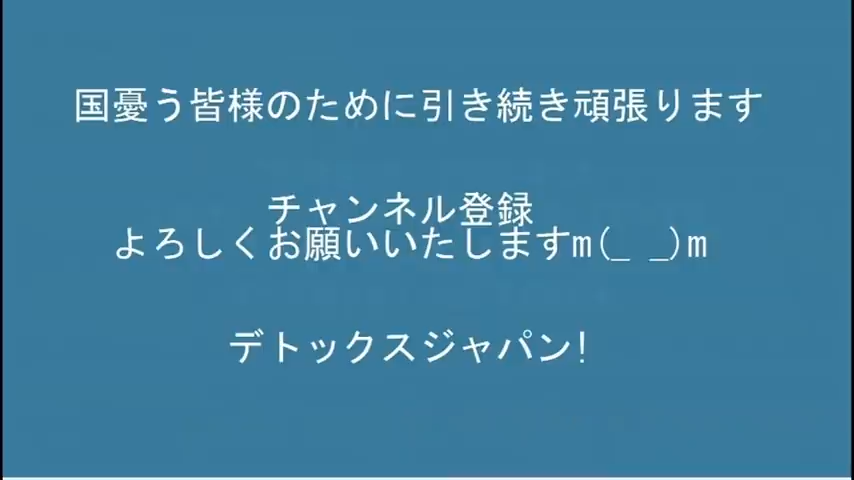 国憂う皆様のために引き続き頑張ります
チャンネル登録
よろしくお願いいたしますm(_ _)m
デトックスジャパン!